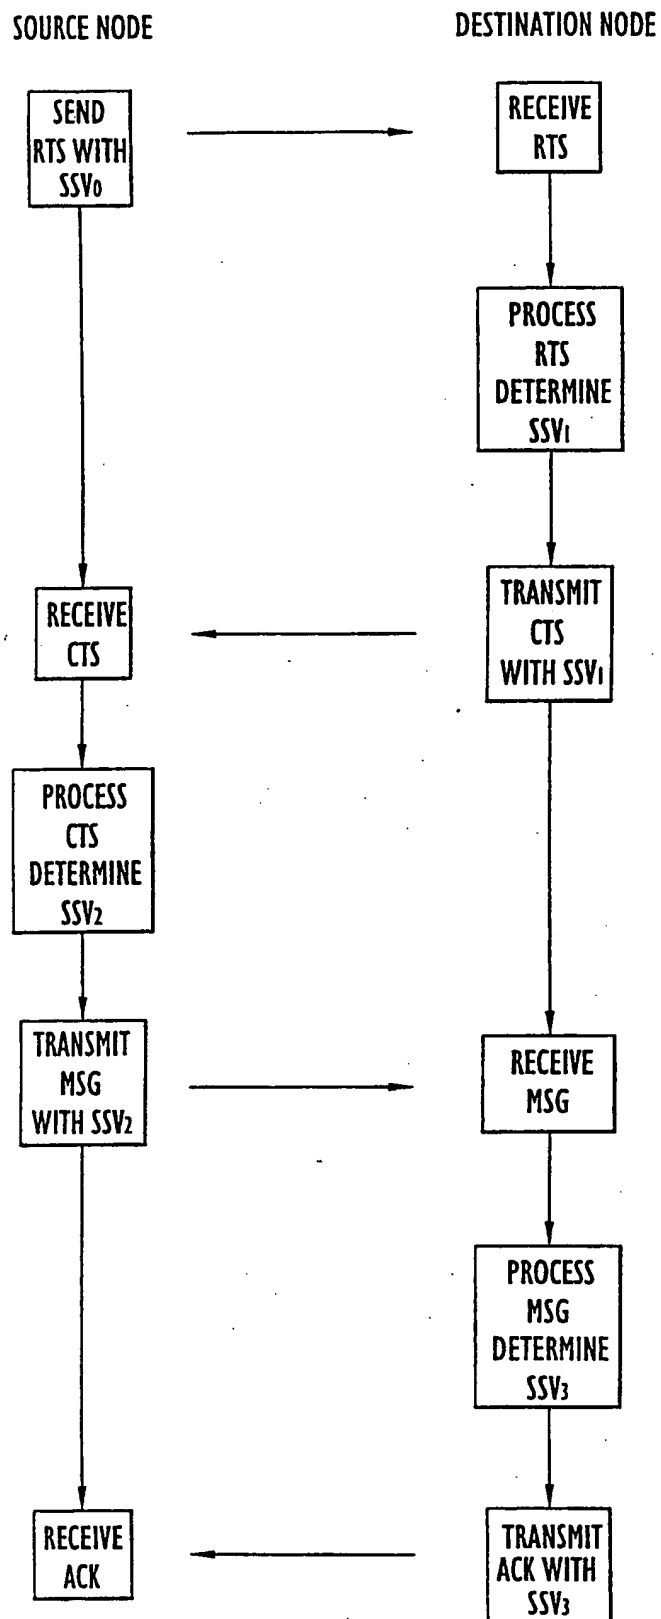 SOURCE NODE
DESTINATION NODE
SEND
RTS WITH
SSV0
RECEIVE
RTS
PROCESS
RTS
DETERMINE
SSV1
RECEIVE
CTS
TRANSMIT
CTS
WITH SSV1
PROCESS
CTS
DETERMINE
SSV2
TRANSMIT
MSG
WITH SSV2
RECEIVE
MSG
PROCESS
MSG
DETERMINE
SSV3
RECEIVE
ACK
TRANSMIT
ACK WITH
SSV3